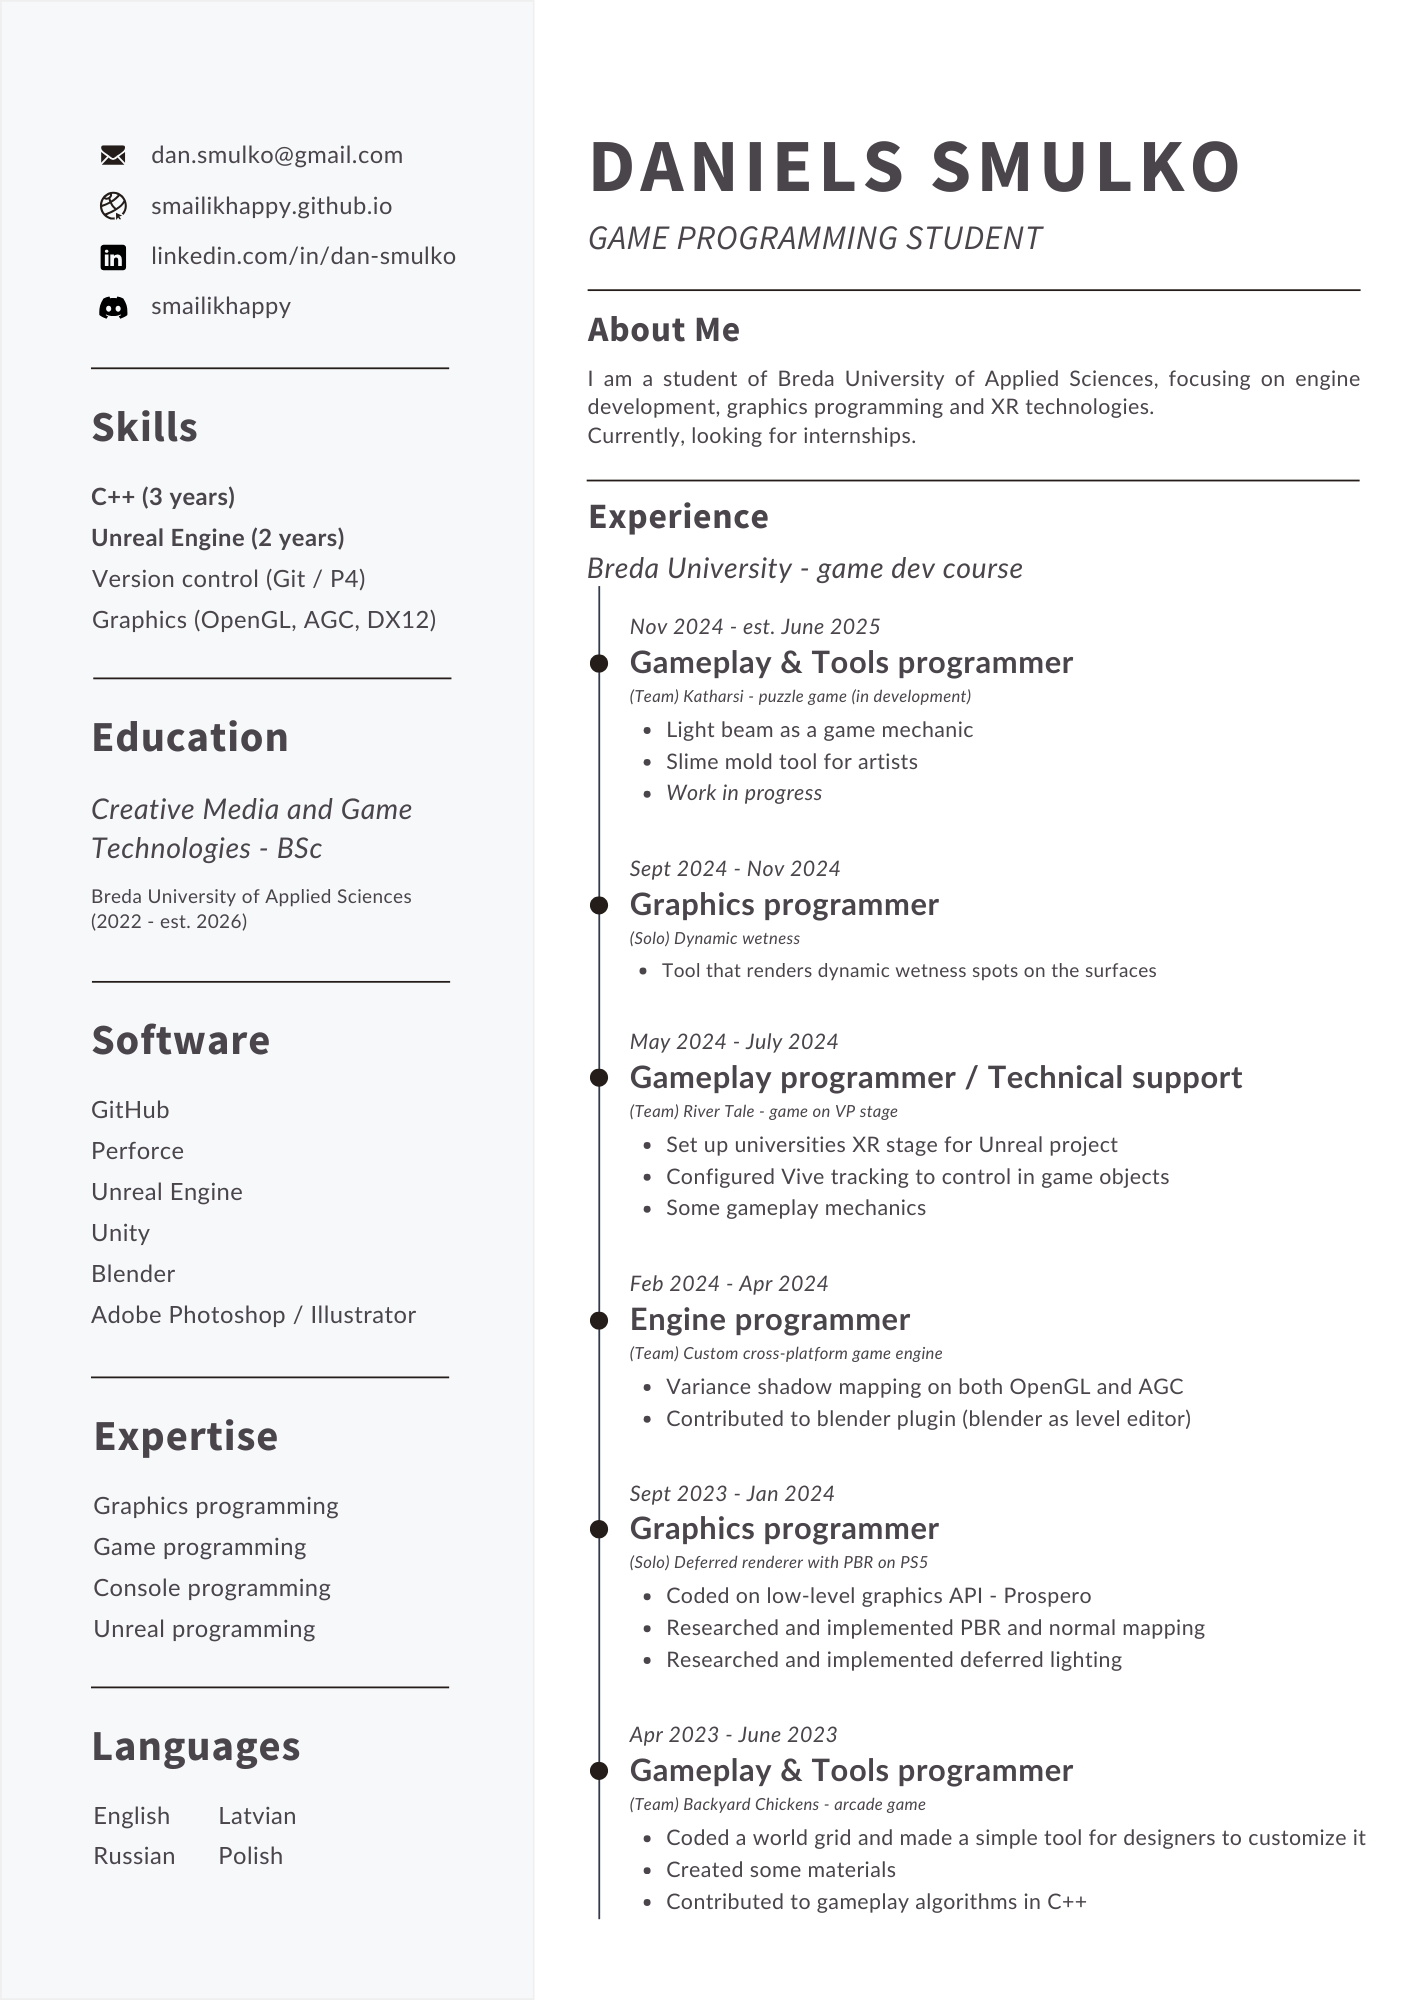 dan.smulko@gmail.com
smailikhappy.github.io
linkedin.com/in/dan-smulko
smailikhappy
Skills
C++ (3 years)
Unreal Engine (2 years)
Version control (Git / P4)
Graphics (OpenGL, AGC, DX12)
Education
Creative Media and Game
Technologies - BSc
Breda University of Applied Sciences
(2022 - est. 2026)
Software
GitHub
Perforce
Unreal Engine
Unity
Blender
Adobe Photoshop / Illustrator
Expertise
Graphics programming
Game programming
Console programming
Unreal programming
Languages
English Latvian
Russian Polish
DANIELS SMULKO
GAME PROGRAMMING STUDENT
About Me
I am a student of Breda University of Applied Sciences, focusing on engine
development, graphics programming and XR technologies.
Currently, looking for internships.
Experience
Breda University - game dev course
Nov 2024 - est. June 2025
Gameplay & Tools programmer
(Team) Katharsi - puzzle game (in development)
• Light beam as a game mechanic
• Slime mold tool for artists
• Work in progress
Sept 2024 - Nov 2024
Graphics programmer
(Solo) Dynamic wetness
• Tool that renders dynamic wetness spots on the surfaces
May 2024 - July 2024
Gameplay programmer / Technical support
(Team) River Tale - game on VP stage
• Set up universities XR stage for Unreal project
• Configured Vive tracking to control in game objects
• Some gameplay mechanics
Feb 2024 - Apr 2024
Engine programmer
(Team) Custom cross-platform game engine
• Variance shadow mapping on both OpenGL and AGC
• Contributed to blender plugin (blender as level editor)
Sept 2023 - Jan 2024
Graphics programmer
(Solo) Deferred renderer with PBR on PS5
• Coded on low-level graphics API - Prospero
• Researched and implemented PBR and normal mapping
• Researched and implemented deferred lighting
Apr 2023 - June 2023
Gameplay & Tools programmer
(Team) Backyard Chickens - arcade game
• Coded a world grid and made a simple tool for designers to customize it
• Created some materials
• Contributed to gameplay algorithms in C++